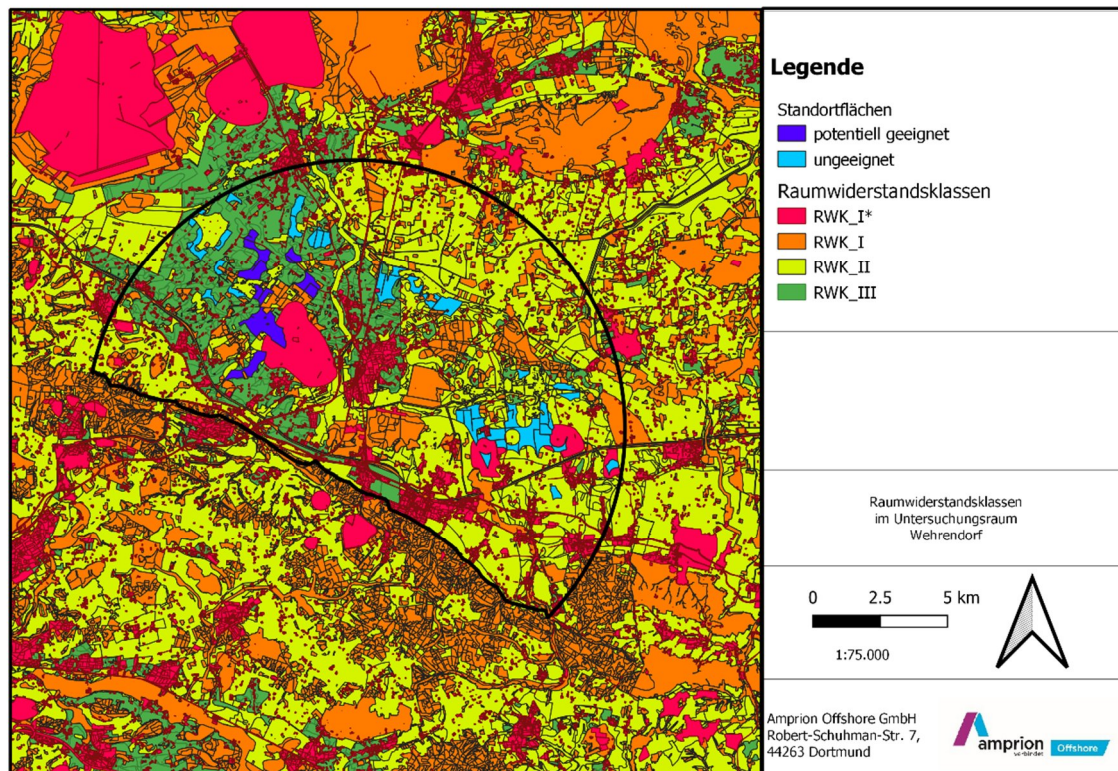 Legende
Standortflächen
potentiell geeignet
ungeeignet
Raumwiderstandsklassen
RWK_I*
RWK_I
RWK_II
RWK_III
Raumwiderstandsklassen
im Untersuchungsraum
Wehrendorf
0 2.5 5 km
1:75.000
Amprion Offshore GmbH
Robert-Schuhman-Str. 7,
44263 Dortmund
amprion
verbindet
Offshore